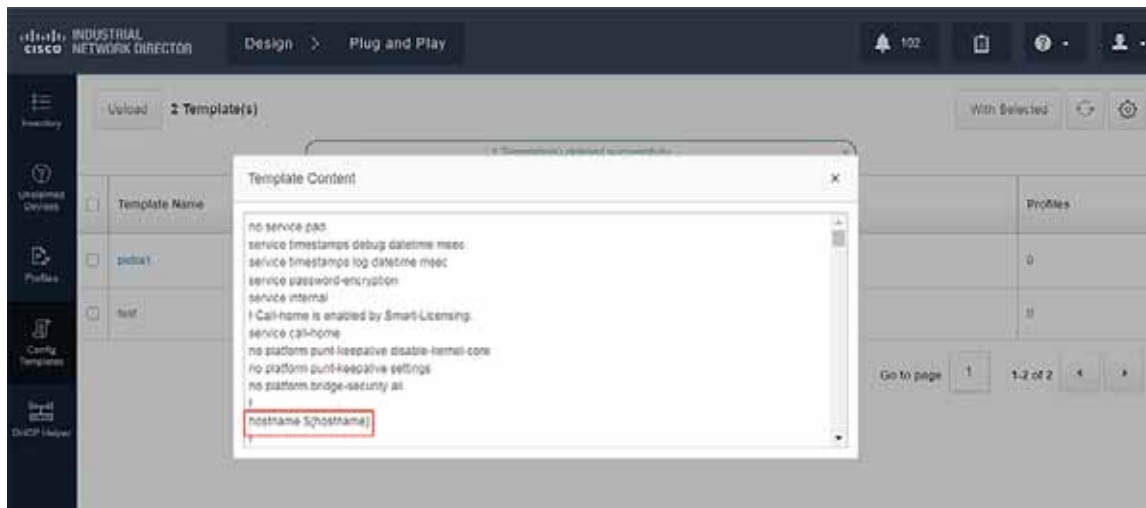 CISCO INDUSTRIAL NETWORK DIRECTOR
Design > Plug and Play
102
Inventory
Unclaimed Devices
Profiles
Config Templates
DHCP Helper
Upload
2 Template(s)
With Selected
Template(s) deleted successfully
Template Name
Profiles
test
0
0
Go to page 1 1-2 of 2
Template Content
no service pad
service timestamps debug datetime msec
service timestamps log datetime msec
service password-encryption
service internal
! Call-home is enabled by Smart-Licensing.
service call-home
no platform punt-keepalive disable-kernel-core
no platform punt-keepalive settings
no platform bridge-security all
!
hostname ${hostname}
!